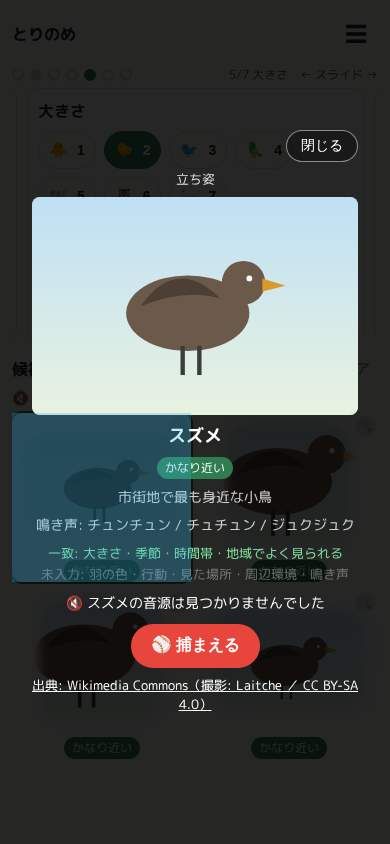 とりのめ
5/7 大きさ ← スライド →
大きさ
1
2
3
4
閉じる
6
7
立ち姿
スズメ
かなり近い
市街地で最も身近な小鳥
鳴き声: チュンチュン / チュチュン / ジュクジュク
一致: 大きさ・季節・時間帯・地域でよく見られる
未入力: 羽の色・行動・見た場所・周辺環境・鳴き声
スズメの音源は見つかりませんでした
捕まえる
出典: Wikimedia Commons（撮影: Laitche ／ CC BY-SA
4.0）
かなり近い
かなり近い